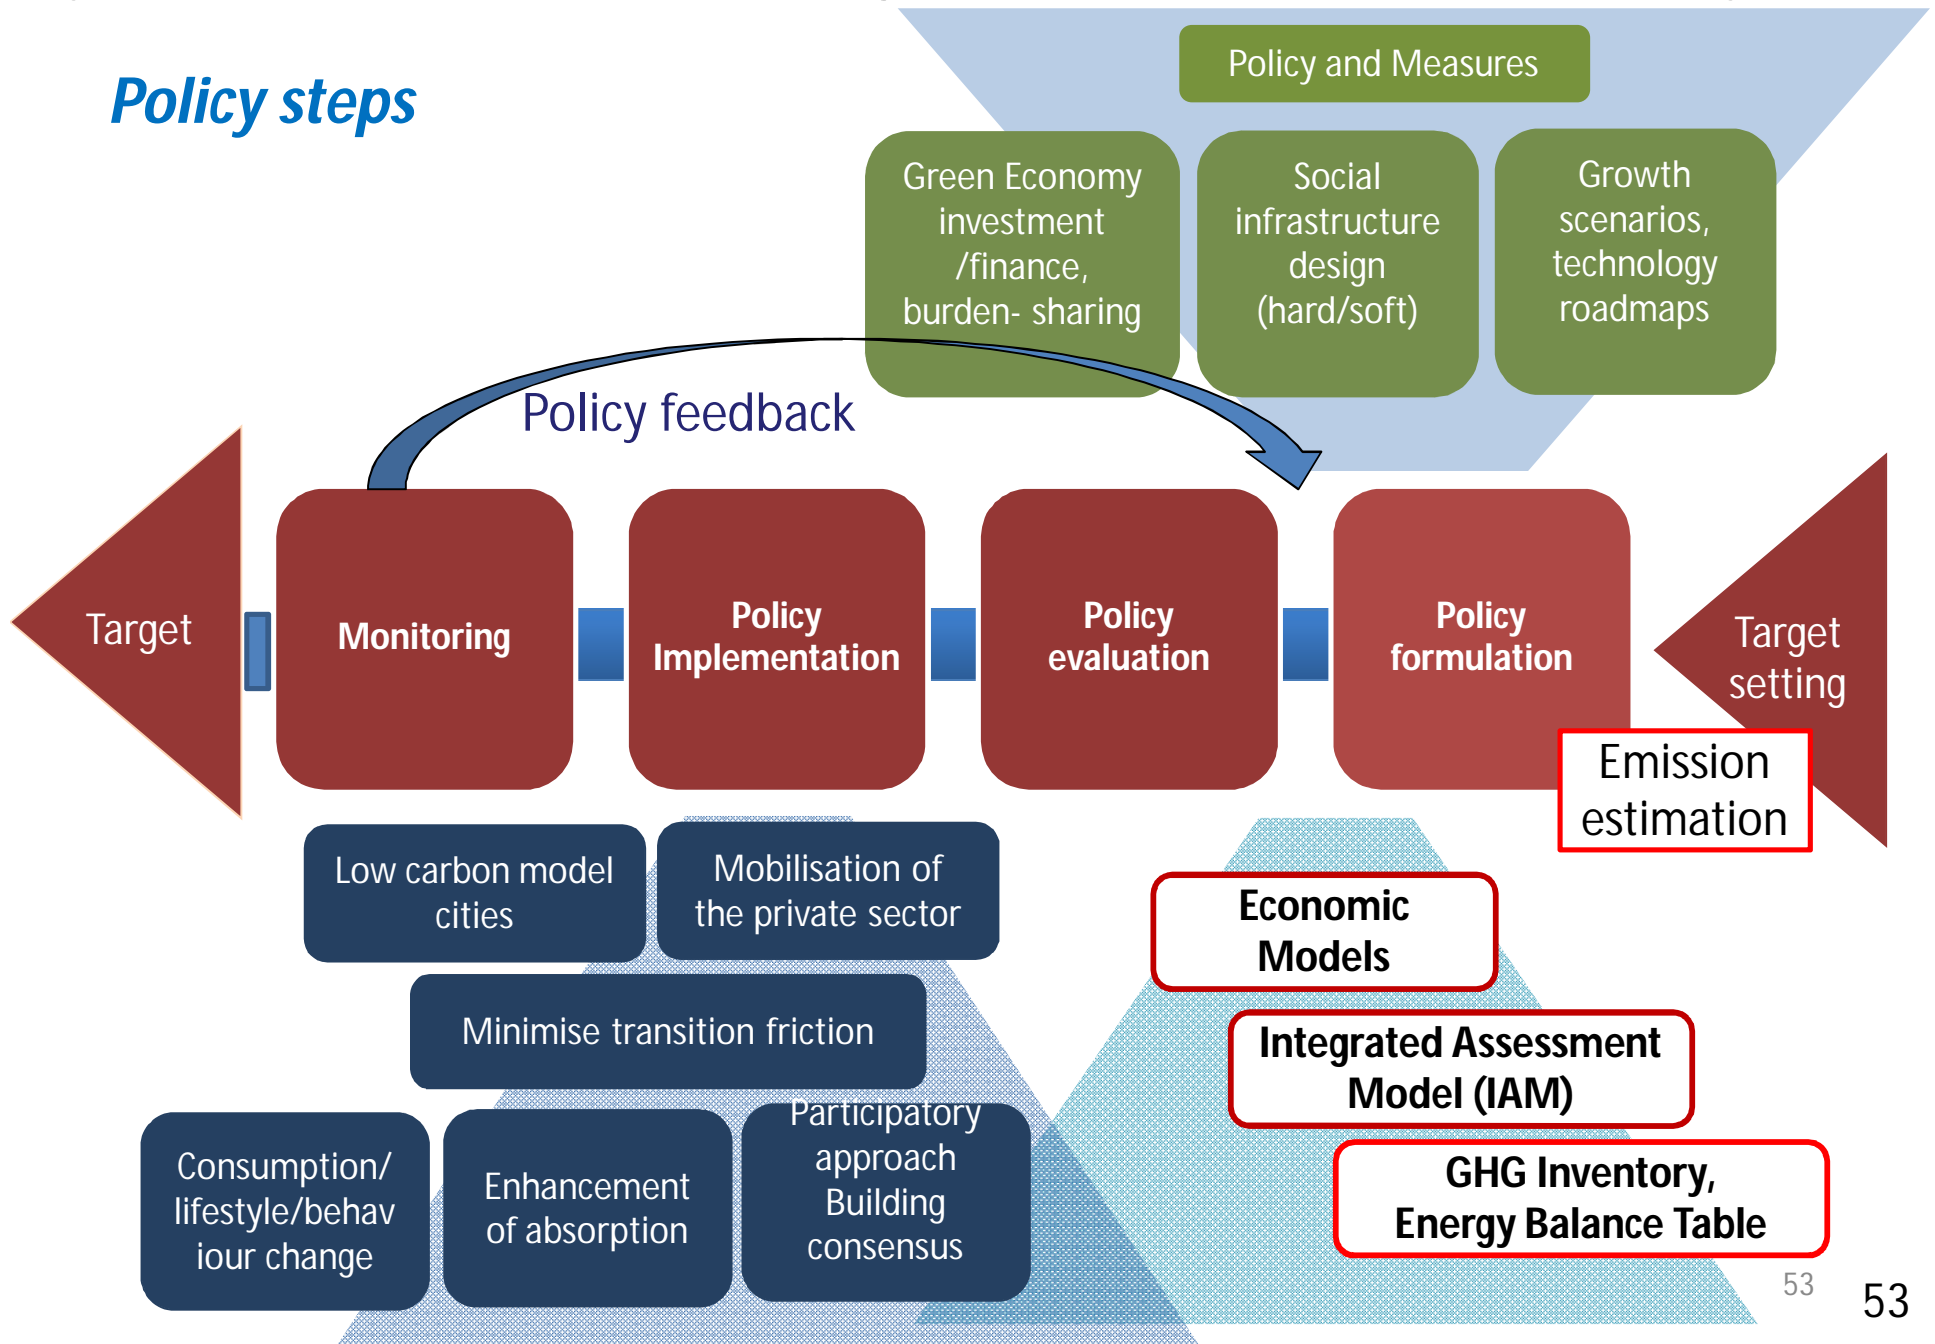 Policy steps
Policy and Measures
Green Economy
investment
/finance,
burden- sharing
Social
infrastructure
design
(hard/soft)
Growth
scenarios,
technology
roadmaps
Policy feedback
Target
Monitoring
Policy
Implementation
Policy
evaluation
Policy
formulation
Target
setting
Emission
estimation
Low carbon model
cities
Mobilisation of
the private sector
Minimise transition friction
Consumption/
lifestyle/behav
iour change
Enhancement
of absorption
Participatory
approach
Building
consensus
Economic
Models
Integrated Assessment
Model (IAM)
GHG Inventory,
Energy Balance Table
53
53